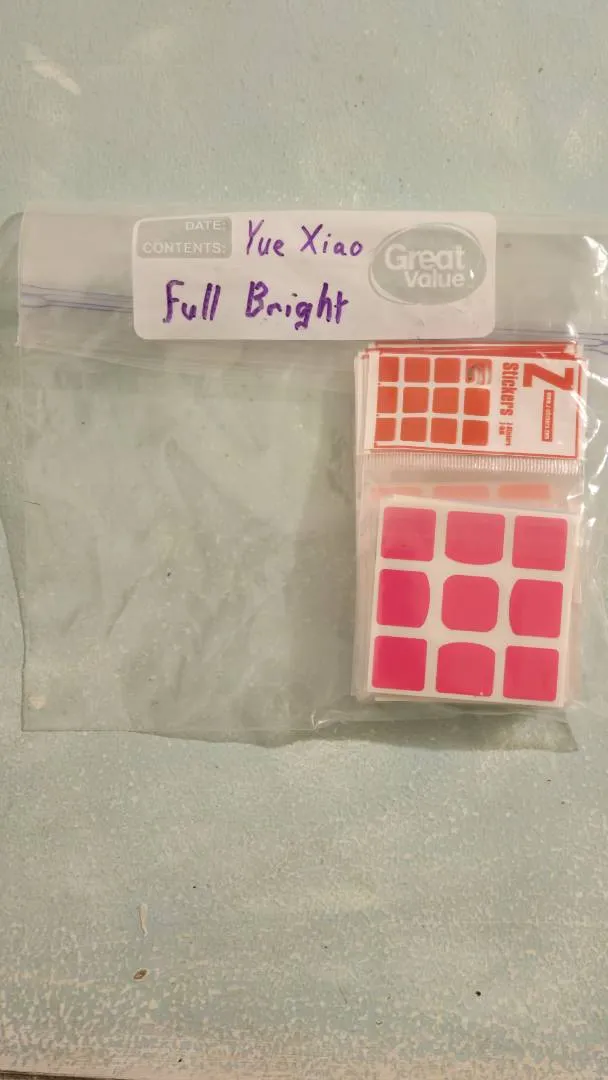 DATE:
CONTENTS: Yue Xiao
Full Bright
Great Value
Z
Stickers